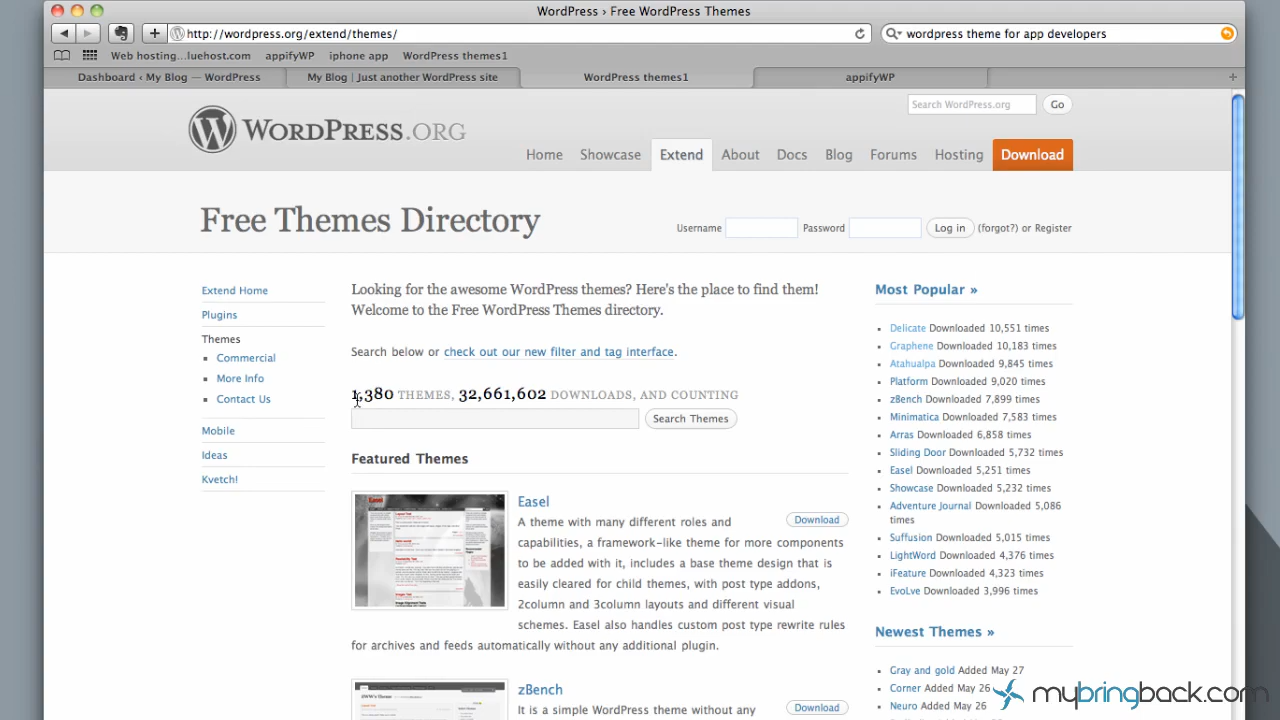 WordPress › Free WordPress Themes
http://wordpress.org/extend/themes/
wordpress theme for app developers
Web hosting...luehost.com appifyWP iphone app WordPress themes1
Dashboard ‹ My Blog — WordPress
My Blog | Just another WordPress site
WordPress themes1
appifyWP
WORDPRESS.ORG
Search WordPress.org Go
Home Showcase Extend About Docs Blog Forums Hosting Download
Free Themes Directory
Username Password Log in (forgot?) or Register
Extend Home
Plugins
Themes
Commercial
More Info
Contact Us
Mobile
Ideas
Kvetch!
Looking for the awesome WordPress themes? Here's the place to find them!
Welcome to the Free WordPress Themes directory.
Search below or check out our new filter and tag interface.
1,380 THEMES, 32,661,602 DOWNLOADS, AND COUNTING
Search Themes
Featured Themes
Easel
Download
A theme with many different roles and
capabilities, a framework-like theme for more components
to be added with it, includes a base theme design that is
easily cleared for child themes, with post type addons,
2column and 3column layouts and different visual
schemes. Easel also handles custom post type rewrite rules
for archives and feeds automatically without any additional plugin.
zBench
Download
It is a simple WordPress theme without any
Most Popular »
Delicate Downloaded 10,551 times
Graphene Downloaded 10,183 times
Atahualpa Downloaded 9,845 times
Platform Downloaded 9,020 times
zBench Downloaded 7,899 times
Minimatica Downloaded 7,583 times
Arras Downloaded 6,858 times
Sliding Door Downloaded 5,732 times
Easel Downloaded 5,251 times
Showcase Downloaded 5,232 times
Adventure Journal Downloaded 5,086
times
Suffusion Downloaded 5,015 times
LightWord Downloaded 4,376 times
iFeature Downloaded 4,323 times
EvoLve Downloaded 3,996 times
Newest Themes »
Gray and gold Added May 27
Corner Added May 26
Neuro Added May 26
mybringback.com